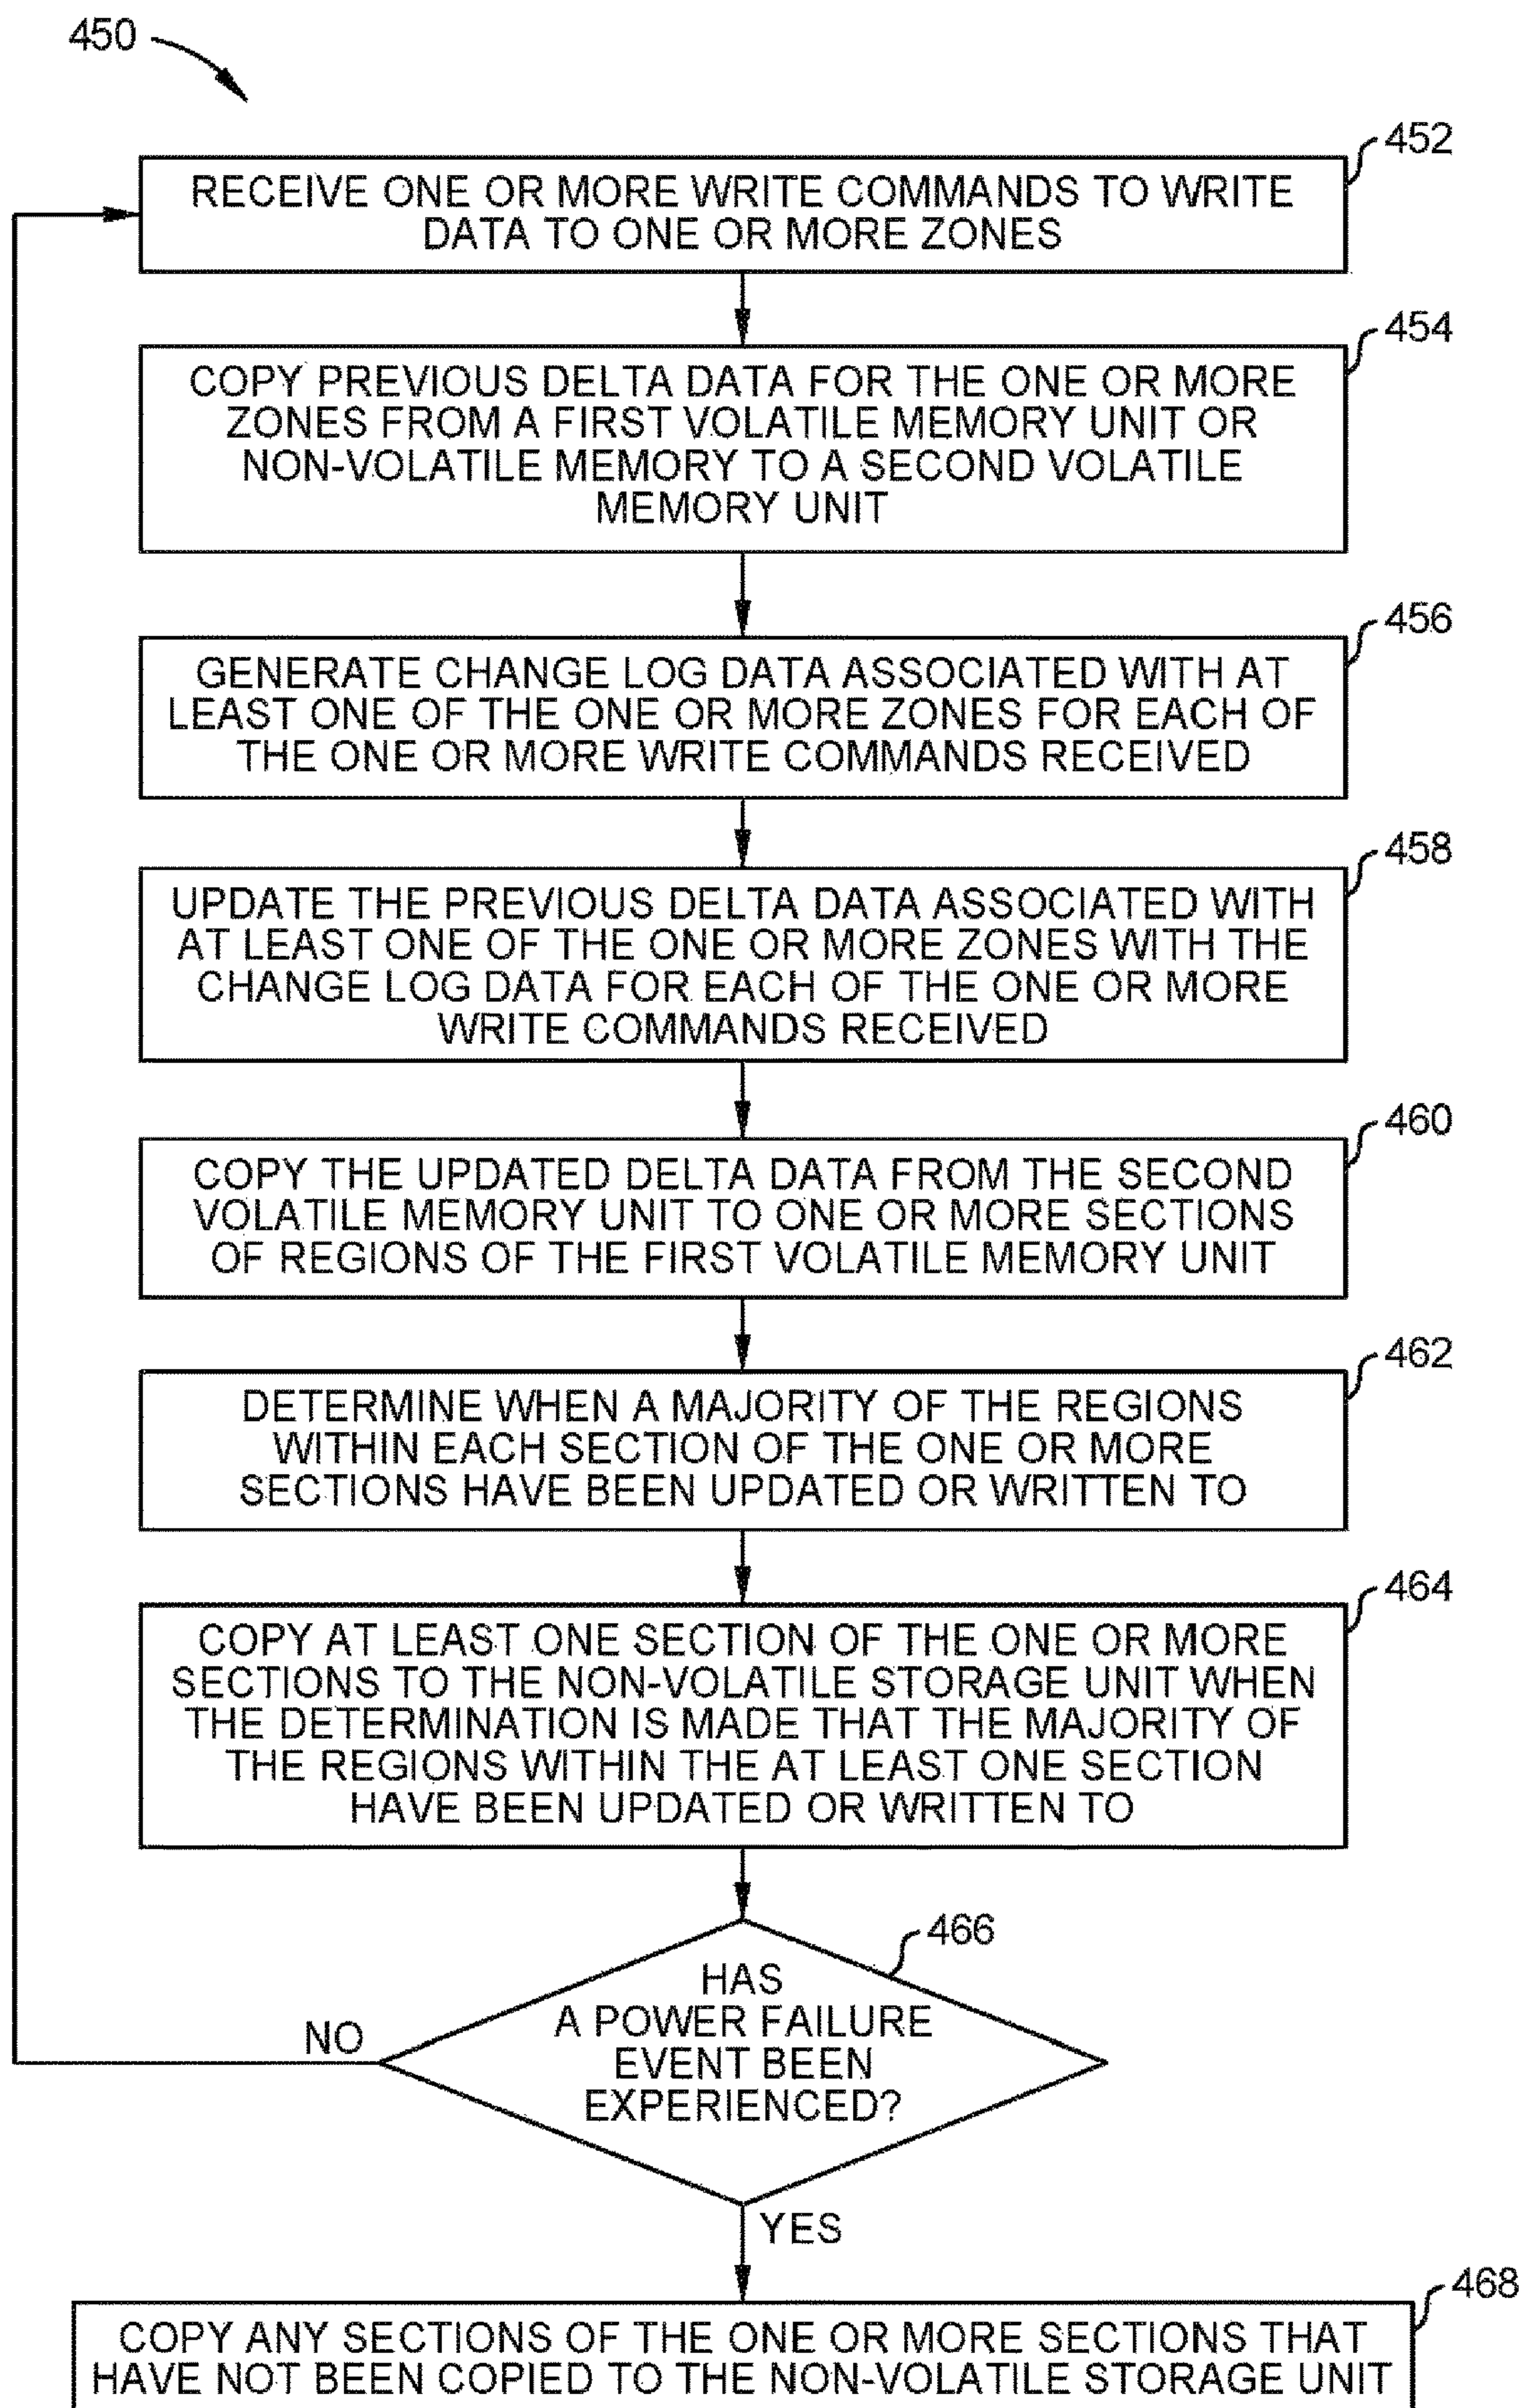 450
452
RECEIVE ONE OR MORE WRITE COMMANDS TO WRITE
DATA TO ONE OR MORE ZONES
454
COPY PREVIOUS DELTA DATA FOR THE ONE OR MORE
ZONES FROM A FIRST VOLATILE MEMORY UNIT OR
NON-VOLATILE MEMORY TO A SECOND VOLATILE
MEMORY UNIT
456
GENERATE CHANGE LOG DATA ASSOCIATED WITH AT
LEAST ONE OF THE ONE OR MORE ZONES FOR EACH OF
THE ONE OR MORE WRITE COMMANDS RECEIVED
458
UPDATE THE PREVIOUS DELTA DATA ASSOCIATED WITH
AT LEAST ONE OF THE ONE OR MORE ZONES WITH THE
CHANGE LOG DATA FOR EACH OF THE ONE OR MORE
WRITE COMMANDS RECEIVED
460
COPY THE UPDATED DELTA DATA FROM THE SECOND
VOLATILE MEMORY UNIT TO ONE OR MORE SECTIONS
OF REGIONS OF THE FIRST VOLATILE MEMORY UNIT
462
DETERMINE WHEN A MAJORITY OF THE REGIONS
WITHIN EACH SECTION OF THE ONE OR MORE
SECTIONS HAVE BEEN UPDATED OR WRITTEN TO
464
COPY AT LEAST ONE SECTION OF THE ONE OR MORE
SECTIONS TO THE NON-VOLATILE STORAGE UNIT WHEN
THE DETERMINATION IS MADE THAT THE MAJORITY OF
THE REGIONS WITHIN THE AT LEAST ONE SECTION
HAVE BEEN UPDATED OR WRITTEN TO
466
HAS
A POWER FAILURE
EVENT BEEN
EXPERIENCED?
NO
YES
468
COPY ANY SECTIONS OF THE ONE OR MORE SECTIONS THAT
HAVE NOT BEEN COPIED TO THE NON-VOLATILE STORAGE UNIT